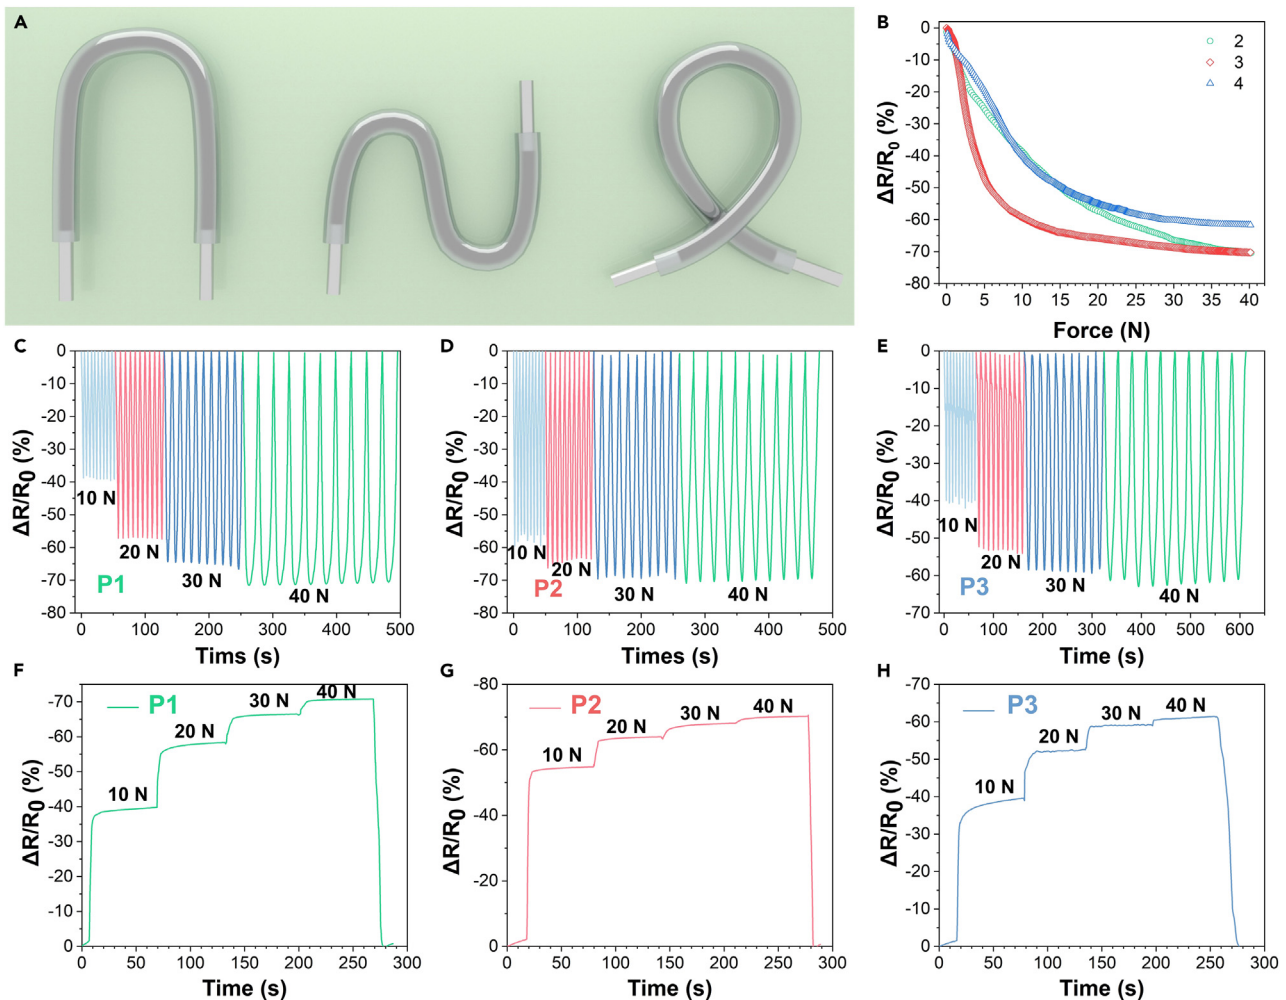 A
B
0
-10
-20
-30
-40
-50
-60
-70
-80
ΔR/R0 (%)
2
3
4
0 5 10 15 20 25 30 35 40
Force (N)
C
0
-10
-20
-30
-40
-50
-60
-70
-80
ΔR/R0 (%)
10 N
20 N
30 N
40 N
P1
0 100 200 300 400 500
Tims (s)
D
0
-10
-20
-30
-40
-50
-60
-70
-80
ΔR/R0 (%)
10 N
20 N
30 N
40 N
P2
0 100 200 300 400 500
Times (s)
E
0
-10
-20
-30
-40
-50
-60
-70
ΔR/R0 (%)
10 N
20 N
30 N
40 N
P3
0 100 200 300 400 500 600
Time (s)
F
-70
-60
-50
-40
-30
-20
-10
0
ΔR/R0 (%)
P1
10 N
20 N
30 N
40 N
0 50 100 150 200 250 300
Time (s)
G
-80
-60
-40
-20
0
ΔR/R0 (%)
P2
10 N
20 N
30 N
40 N
0 50 100 150 200 250 300
Time (s)
H
-70
-60
-50
-40
-30
-20
-10
0
ΔR/R0 (%)
P3
10 N
20 N
30 N
40 N
0 50 100 150 200 250 300
Time (s)